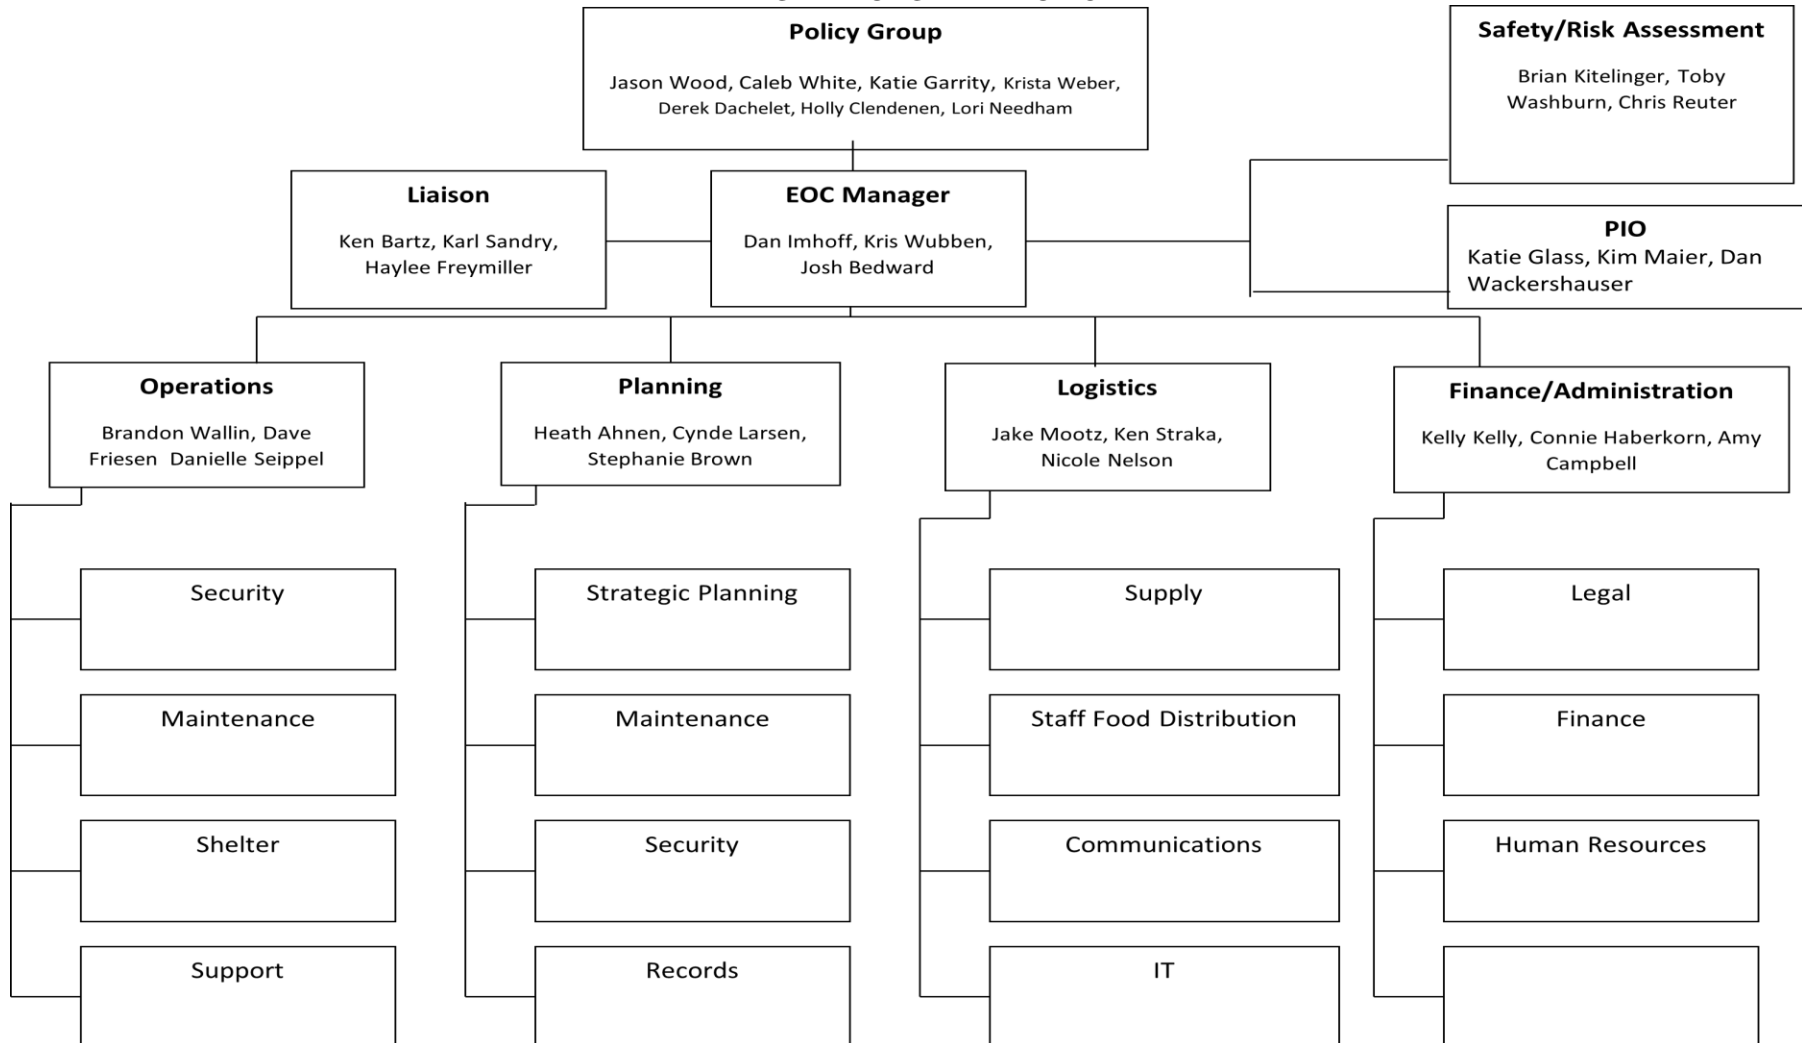 Policy Group
Jason Wood, Caleb White, Katie Garrity, Krista Weber,
Derek Dachelet, Holly Clendenen, Lori Needham
Safety/Risk Assessment
Brian Kitelinger, Toby
Washburn, Chris Reuter
Liaison
Ken Bartz, Karl Sandry,
Haylee Freymiller
EOC Manager
Dan Imhoff, Kris Wubben,
Josh Bedward
PIO
Katie Glass, Kim Maier, Dan
Wackershauser
Operations
Brandon Wallin, Dave
Friesen  Danielle Seippel
Planning
Heath Ahnen, Cynde Larsen,
Stephanie Brown
Logistics
Jake Mootz, Ken Straka,
Nicole Nelson
Finance/Administration
Kelly Kelly, Connie Haberkorn, Amy
Campbell
Security
Maintenance
Shelter
Support
Strategic Planning
Maintenance
Security
Records
Supply
Staff Food Distribution
Communications
IT
Legal
Finance
Human Resources